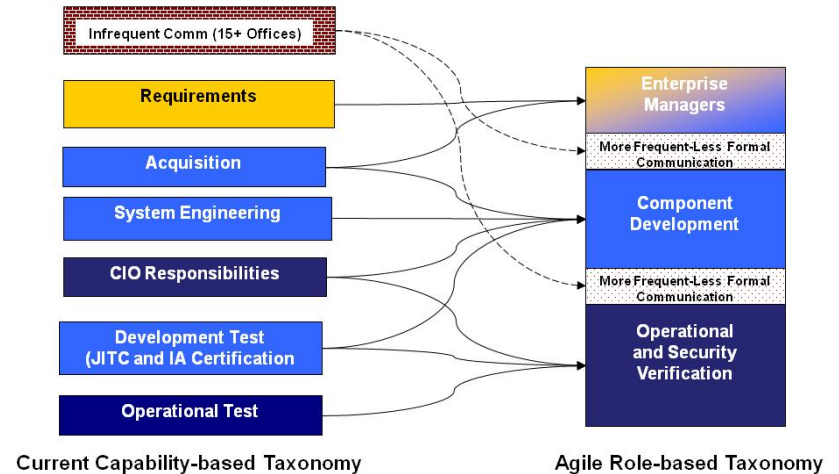 Infrequent Comm (15+ Offices)
Requirements
Acquisition
System Engineering
CIO Responsibilities
Development Test
(JITC and IA Certification
Operational Test
Current Capability-based Taxonomy
Enterprise
Managers
More Frequent-Less Formal
Communication
Component
Development
More Frequent-Less Formal
Communication
Operational
and Security
Verification
Agile Role-based Taxonomy